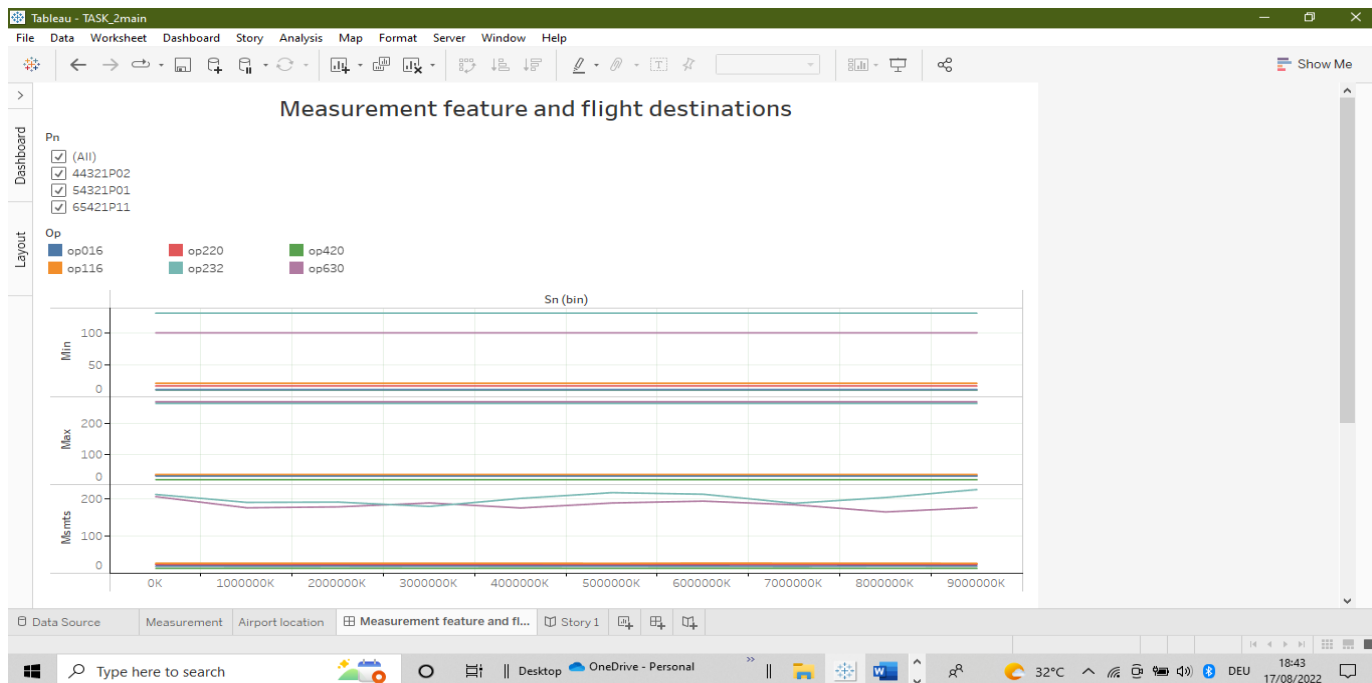 Tableau - TASK_2main
File Data Worksheet Dashboard Story Analysis Map Format Server Window Help
Show Me
Dashboard
Layout
Measurement feature and flight destinations
Pn
(All)
44321P02
54321P01
65421P11
Op
op016 op220 op420
op116 op232 op630
Sn (bin)
Min
100
50
0
Max
200
100
0
Msmts
200
100
0
0K 1000000K 2000000K 3000000K 4000000K 5000000K 6000000K 7000000K 8000000K 9000000K
Data Source Measurement Airport location Measurement feature and fl... Story 1
Type here to search Desktop OneDrive - Personal 32°C DEU 18:43
17/08/2022